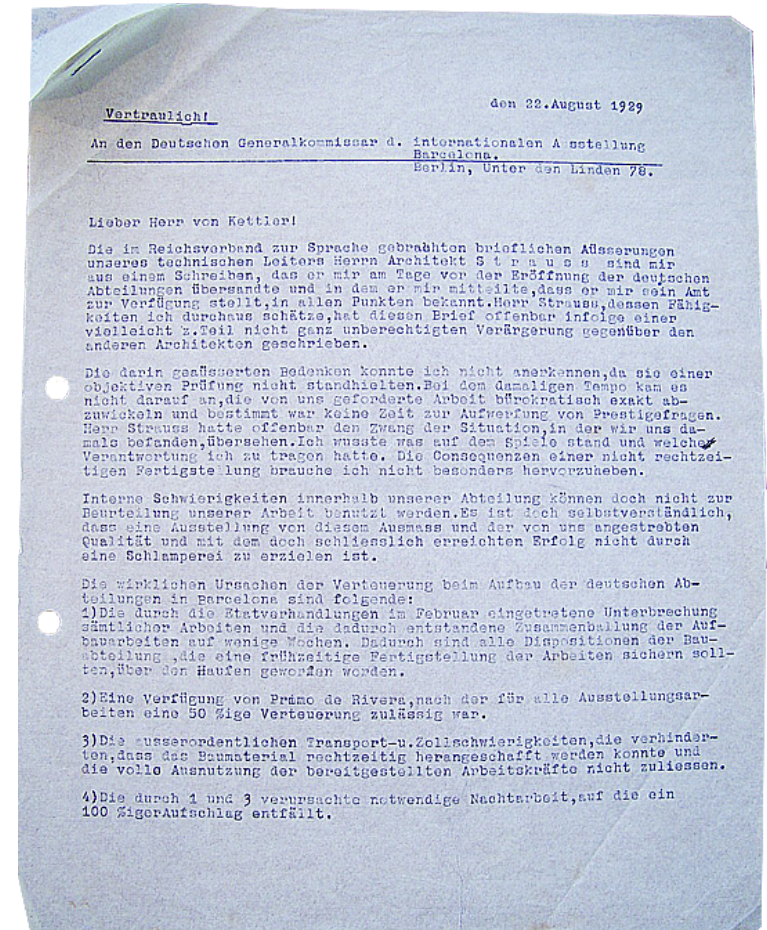 den 22.August 1929
Vertraulich!
An den Deutschen Generalkommissar d. internationalen A sstellung
Barcelona.
Berlin, Unter den Linden 78.
Lieber Herr von Kettler!
Die im Reichsverband zur Sprache gebrahhten brieflichen Aüsserungen
unseres technischen Leiters Herrn Architekt S t r a u s s sind mir
aus einem Schreiben, das er mir am Tage vor der Eröffnung der deutschen
Abteilungen übersandte und in dem er mir mitteilte,dass er mir sein Amt
zur Verfügung stellt,in allen Punkten bekannt.Herr Strauss,dessen Fähig-
keiten ich durchaus schätze,hat diesen Brief offenbar infolge einer
vielleicht z.Teil nicht ganz unberechtigten Verärgerung gegenüber den
anderen Architekten geschrieben.
Die darin geäusserten Bedenken konnte ich nicht anerkennen,da sie einer
objektiven Prüfung nicht standhielten.Bei dem damaligen Tempo kam es
nicht darauf an,die von uns geforderte Arbeit bürokratisch exakt ab-
zuwickeln und bestimmt war keine Zeit zur Aufwerfung von Prestigefragen.
Herr Strauss hatte offenbar den Zwang der Situation,in der wir uns da-
mals befanden,übersehen.Ich wusste was auf dem Spiele stand und welche
Verantwortung ich zu tragen hatte. Die Consequenzen einer nicht rechtzei-
tigen Fertigstellung brauche ich nicht besonders hervorzuheben.
Interne Schwierigkeiten innerhalb unserer Abteilung können doch nicht zur
Beurteilung unserer Arbeit benutzt werden.Es ist doch selbstverständlich,
dass eine Ausstellung von diesem Ausmass und der von uns angestrebten
Qualität und mit dem doch schliesslich erreichten Erfolg nicht durch
eine Schlamperei zu erzielen ist.
Die wirklichen Ursachen der Verteuerung beim Aufbau der deutschen Ab-
teilungen in Barcelona sind folgende:
1)Die durch die Etatverhandlungen im Februar eingetretene Unterbrechung
sämtlicher Arbeiten und die dadurch entstandene Zusammenballung der Auf-
bauarbeiten auf wenige Wochen. Dadurch sind alle Dispositionen der Bau-
abteilung ,die eine frühzeitige Fertigstellung der Arbeiten sichern soll-
ten,über den Haufen geworfen worden.
2)Eine Verfügung von Primo de Rivera,nach der für alle Ausstellungsar-
beiten eine 50 %ige Verteuerung zulässig war.
3)Die ausserordentlichen Transport-u.Zollschwierigkeiten,die verhinder-
ten,dass das Baumaterial rechtzeitig herangeschafft werden konnte und
die volle Ausnutzung der bereitgestellten Arbeitskräfte nicht zuliessen.
4)Die durch 1 und 3 verursachte notwendige Nachtarbeit,auf die ein
100 %igerAufschlag entfällt.